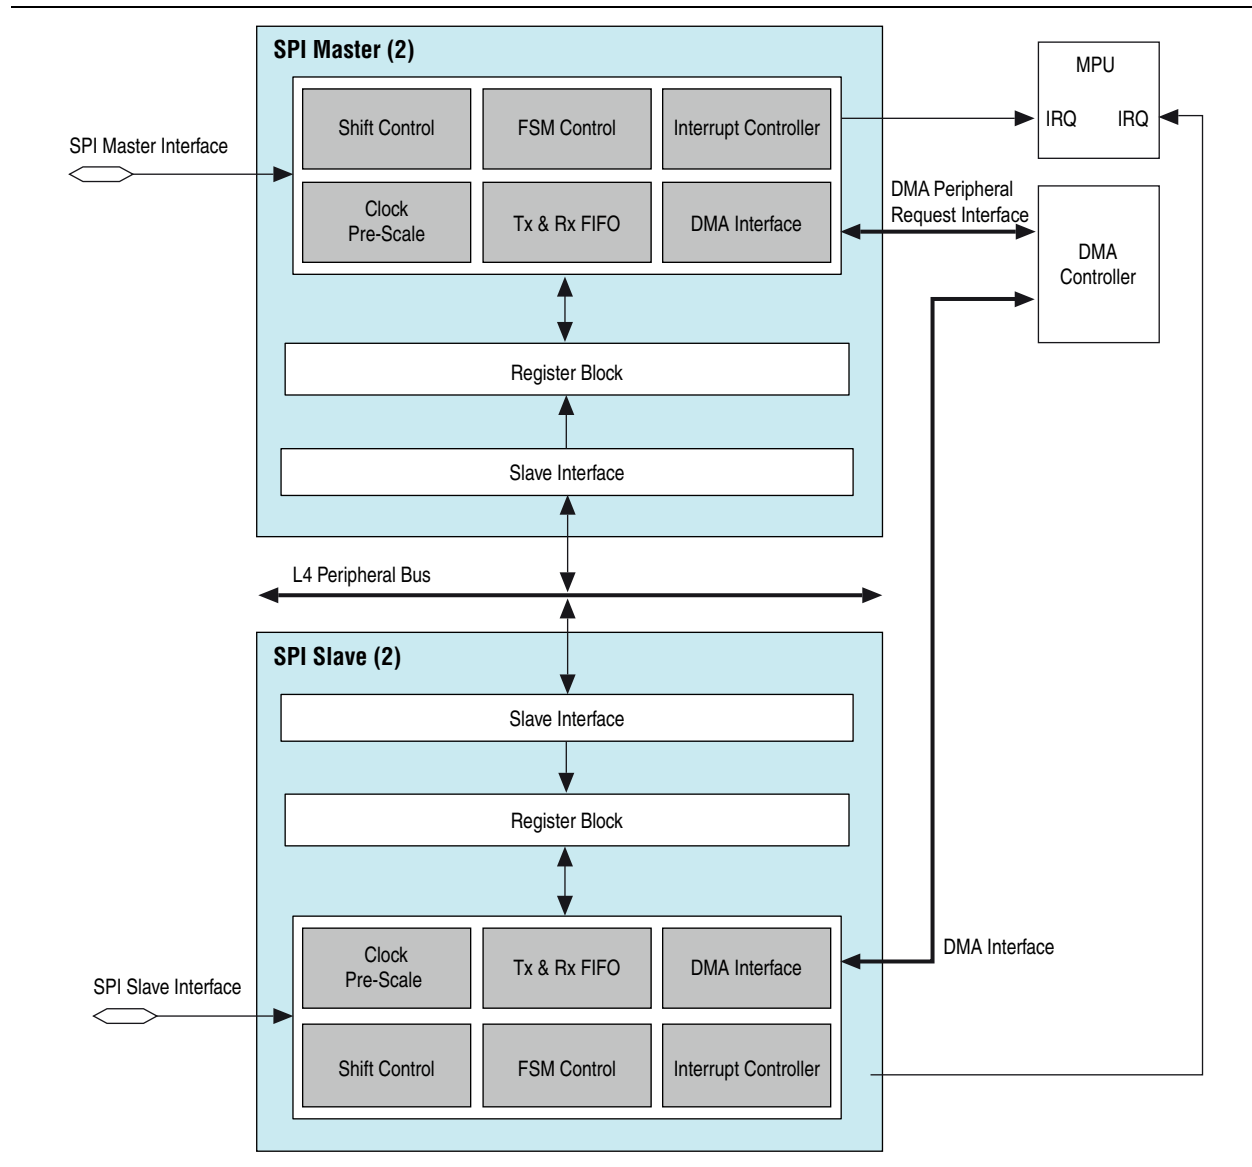 SPI Master (2)
MPU
IRQ IRQ
Shift Control
FSM Control
Interrupt Controller
SPI Master Interface
Clock
Pre-Scale
Tx & Rx FIFO
DMA Interface
DMA Peripheral
Request Interface
DMA
Controller
Register Block
Slave Interface
L4 Peripheral Bus
SPI Slave (2)
Slave Interface
Register Block
Clock
Pre-Scale
Tx & Rx FIFO
DMA Interface
DMA Interface
SPI Slave Interface
Shift Control
FSM Control
Interrupt Controller